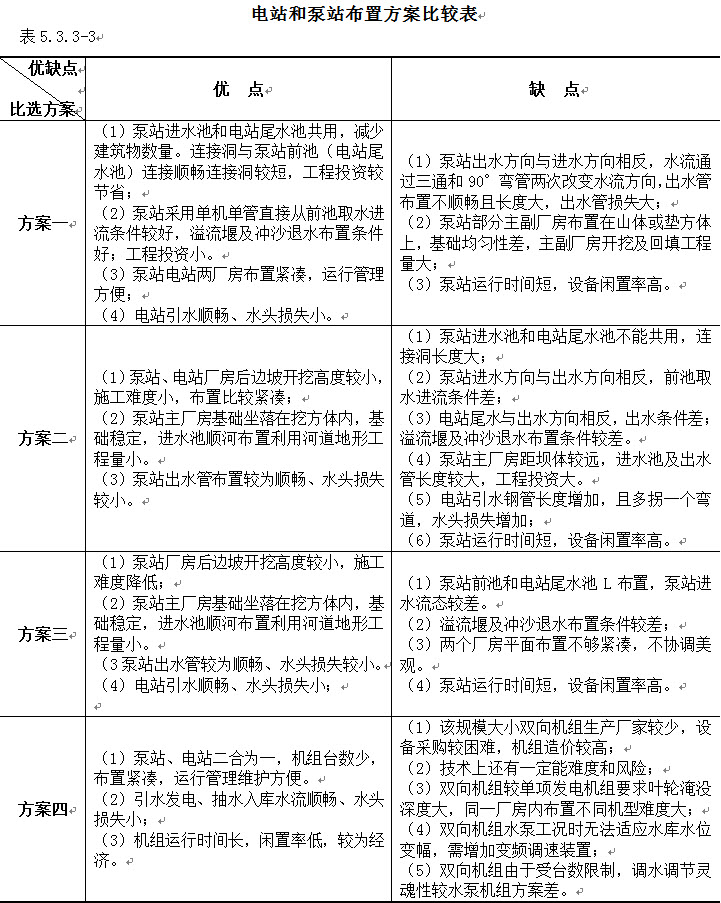 电站和泵站布置方案比较表
表5.3.3-3
优缺点
比选方案
优 点
缺 点
方案一
(1)泵站进水池和电站尾水池共用，减少
建筑物数量。连接洞与泵站前池（电站尾
水池）连接顺畅连接洞较短，工程投资较
节省；
(2)泵站采用单机单管直接从前池取水进
流条件较好，溢流堰及冲沙退水布置条件
好；工程投资小。
(3)泵站电站两厂房布置紧凑，运行管理
方便；
(4)电站引水顺畅、水头损失小。
(1)泵站出水方向与进水方向相反，水流通
过三通和90°弯管两次改变水流方向，出水管
布置不顺畅且长度大，出水管损失大；
(2)泵站部分主副厂房布置在山体或垫方体
上，基础均匀性差，主副厂房开挖及回填工程
量大；
(3)泵站运行时间短，设备闲置率高。
方案二
(1)泵站、电站厂房后边坡开挖高度较小，
施工难度小，布置比较紧凑；
(2)泵站主厂房基础坐落在挖方体内，基
础稳定，进水池顺河布置利用河道地形工
程量小。
(3)泵站出水管布置较为顺畅、水头损失
较小。
(1)泵站进水池和电站尾水池不能共用，连
接洞长度大；
(2)泵站进水方向与出水方向相反，前池取
水进流条件差；
(3)电站尾水与出水方向相反，出水条件差；
溢流堰及冲沙退水布置条件较差。
(4)泵站主厂房距坝体较远，进水池及出水
管长度较大，工程投资大。
(5)电站引水钢管长度增加，且多拐一个弯
道，水头损失增加；
(6)泵站运行时间短，设备闲置率高。
方案三
(1)泵站厂房后边坡开挖高度较小，施工
难度降低；
(2)泵站主厂房基础坐落在挖方体内，基
础稳定，进水池顺河布置利用河道地形工
程量小。
(3泵站出水管较为顺畅、水头损失较小。
(4)电站引水顺畅、水头损失小；
(1)泵站前池和电站尾水池L布置，泵站进
水流态较差。
(2)溢流堰及冲沙退水布置条件较差；
(3)两个厂房平面布置不够紧凑，不协调美
观。
(4)泵站运行时间短，设备闲置率高。
方案四
(1)泵站、电站二合为一，机组台数少，
布置紧凑，运行管理维护方便。
(2)引水发电、抽水入库水流顺畅、水头
损失小；
(3)机组运行时间长，闲置率低，较为经
济。
(1)该规模大小双向机组生产厂家较少，设
备采购较困难，机组造价较高；
(2)技术上还有一定能难度和风险；
(3)双向机组较单项发电机组要求叶轮淹没
深度大，同一厂房内布置不同机型难度大；
(4)双向机组水泵工况时无法适应水库水位
变幅，需增加变频调速装置；
(5)双向机组由于受台数限制，调水调节灵
魂性较水泵机组方案差。